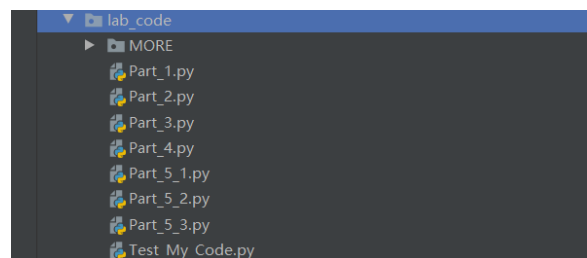 lab_code
MORE
Part_1.py
Part_2.py
Part_3.py
Part_4.py
Part_5_1.py
Part_5_2.py
Part_5_3.py
Test_My_Code.py